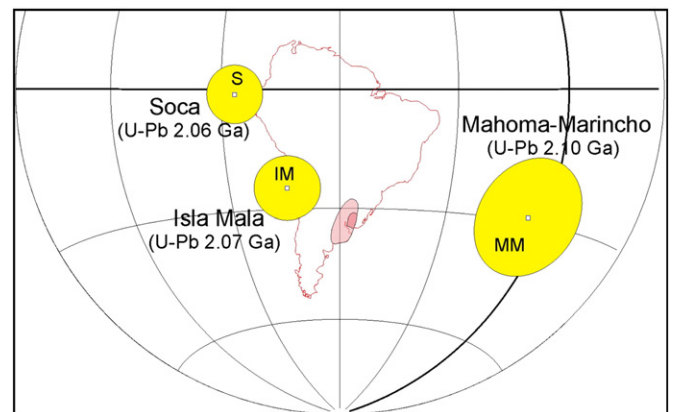 S
Soca
(U-Pb 2.06 Ga)
Mahoma-Marincho
(U-Pb 2.10 Ga)
IM
Isla Mala
(U-Pb 2.07 Ga)
MM